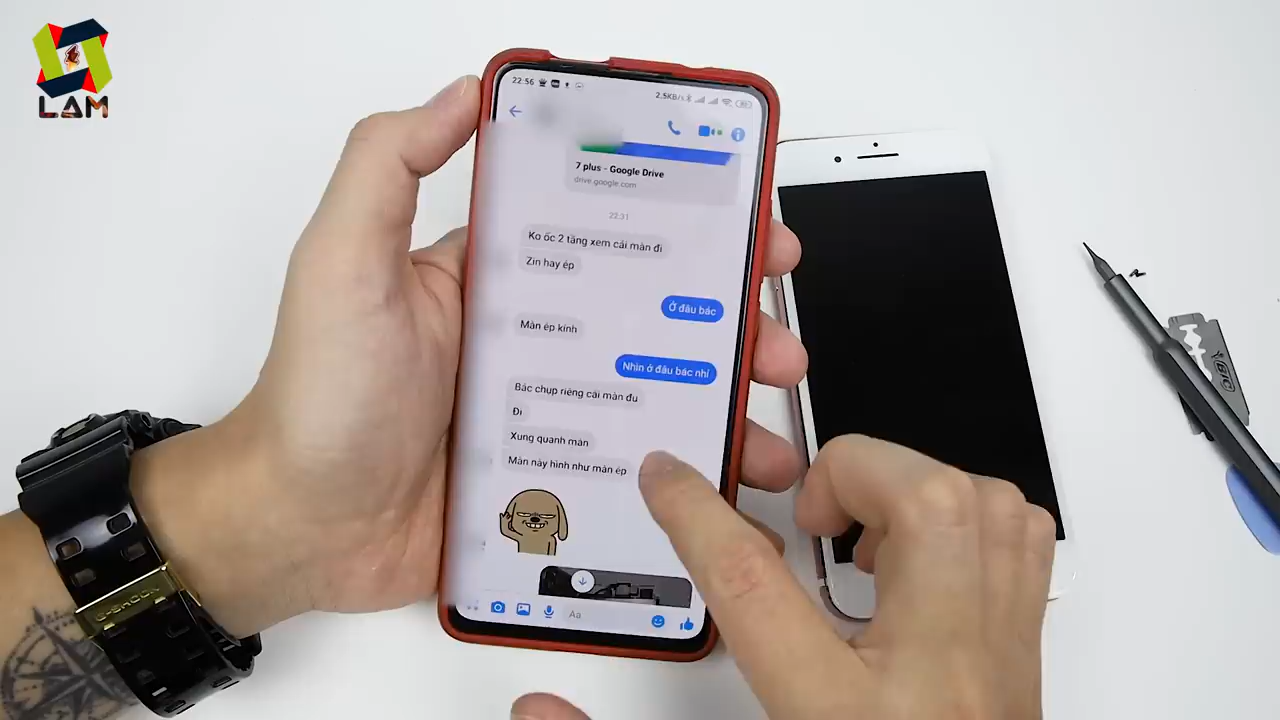 LAM
22:56
2,5KB/s
7 plus - Google Drive
drive.google.com
22:31
Ko ốc 2 tầng xem cái màn đi
Zin hay ép
Ở đâu bác
Màn ép kính
Nhìn ở đâu bác nhỉ
Bác chụp riêng cái màn đu
Đi
Xung quanh màn
Màn này hình như màn ép
Aa
G-SHOCK
BIC